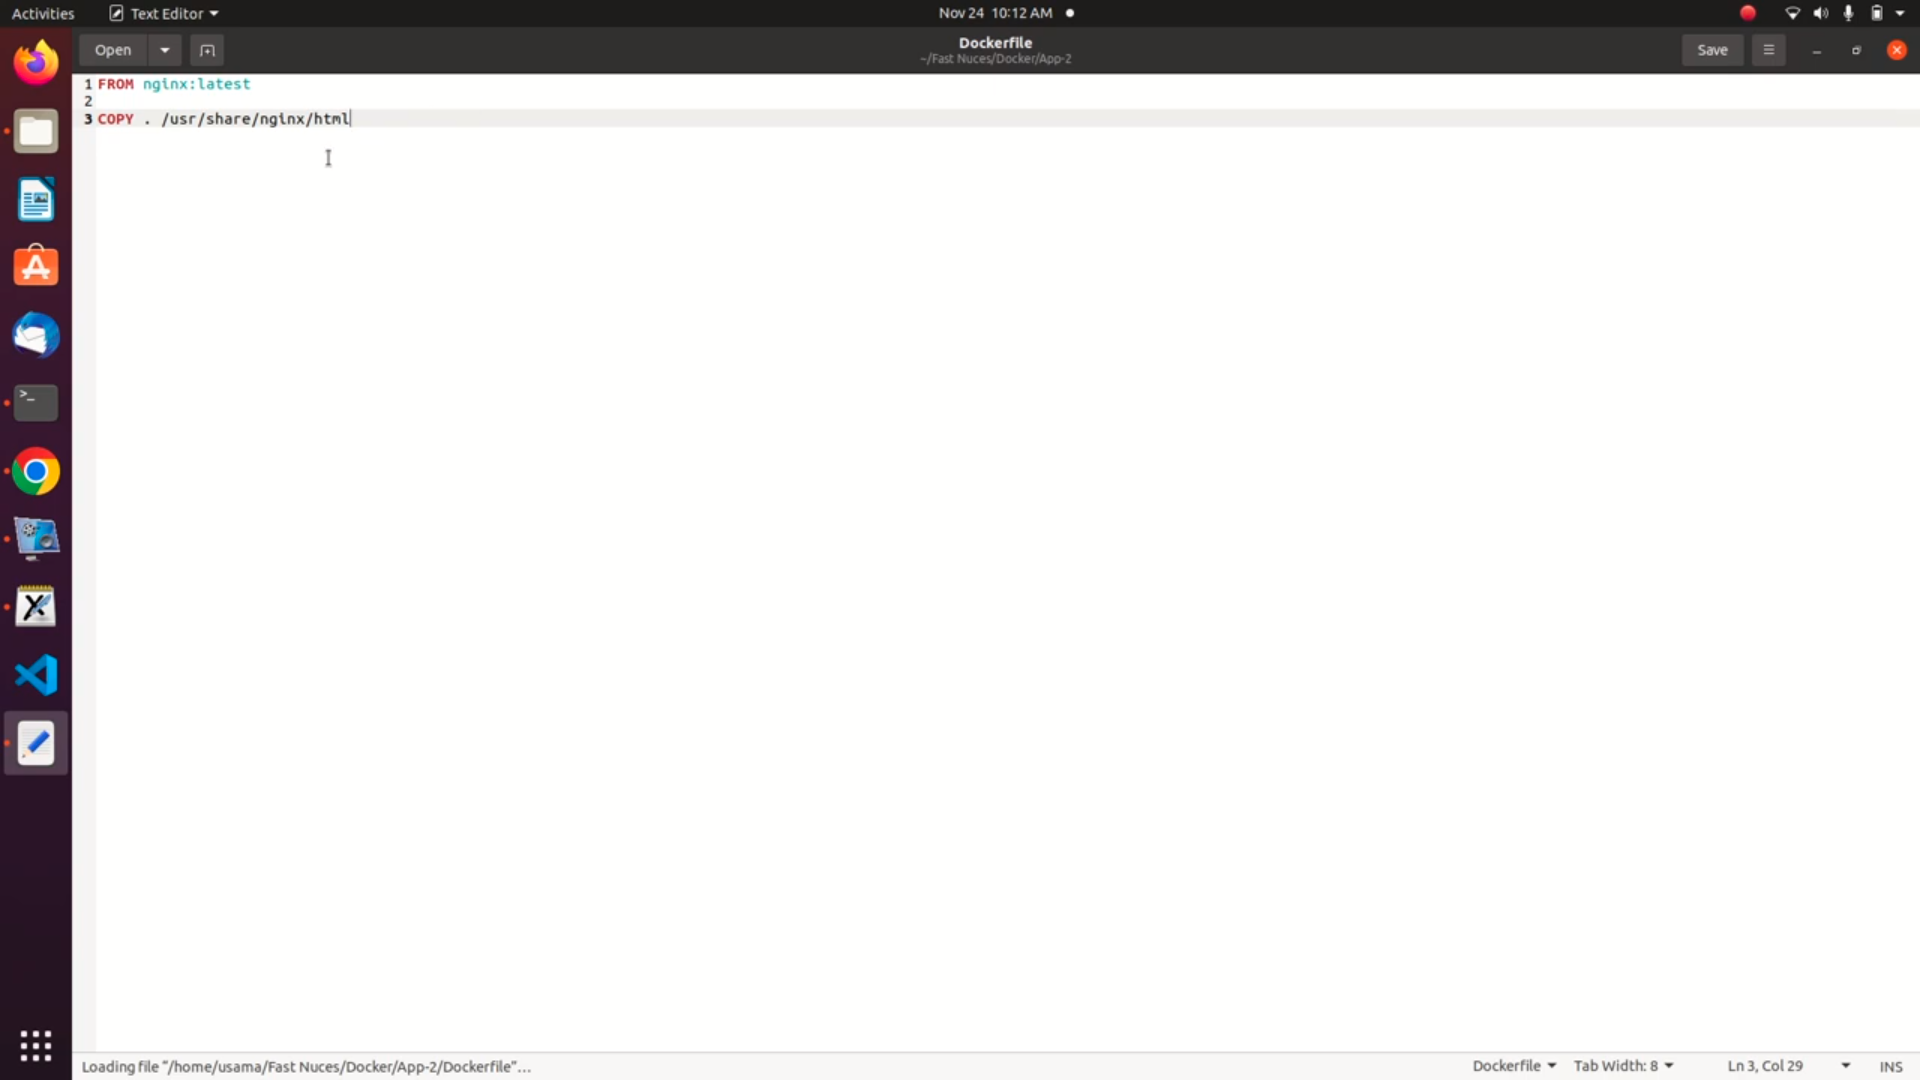 Activities
Text Editor
Nov 24 10:12 AM
Open
Dockerfile
~/Fast Nuces/Docker/App-2
Save
1 FROM nginx:latest
2
3 COPY . /usr/share/nginx/html
Loading file "/home/usama/Fast Nuces/Docker/App-2/Dockerfile"...
Dockerfile
Tab Width: 8
Ln 3, Col 29
INS